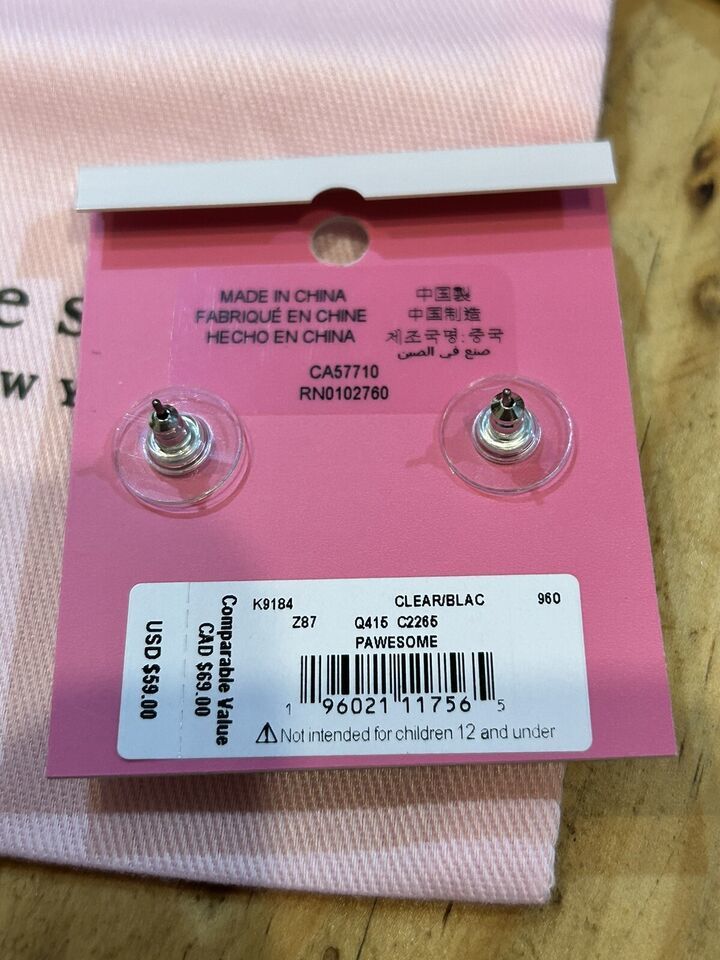 e s
W Y
MADE IN CHINA
FABRIQUÉ EN CHINE
HECHO EN CHINA
中国製
中国制造
제조국명:중국
صنع في الصين
CA57710
RN0102760
K9184 CLEAR/BLAC 960
Z87 Q415 C2265
PAWESOME
1 96021 11756 5
⚠ Not intended for children 12 and under
Comparable Value
CAD $69.00
USD $59.00